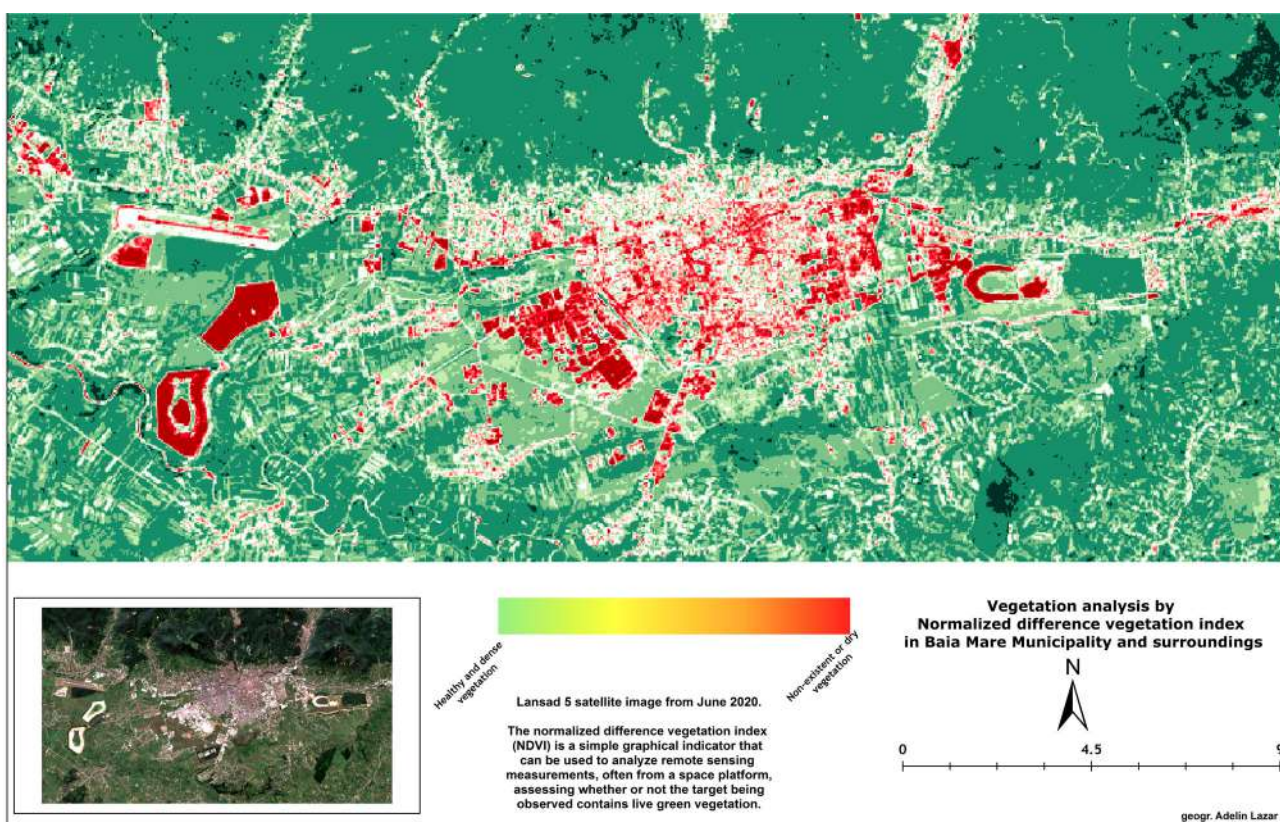 Healthy and dense
vegetation
Non-existent or dry
vegetation
Lansad 5 satellite image from June 2020.
The normalized difference vegetation index
(NDVI) is a simple graphical indicator that
can be used to analyze remote sensing
measurements, often from a space platform,
assessing whether or not the target being
observed contains live green vegetation.
Vegetation analysis by
Normalized difference vegetation index
in Baia Mare Municipality and surroundings
N
0 4.5 9
geogr. Adelin Lazar